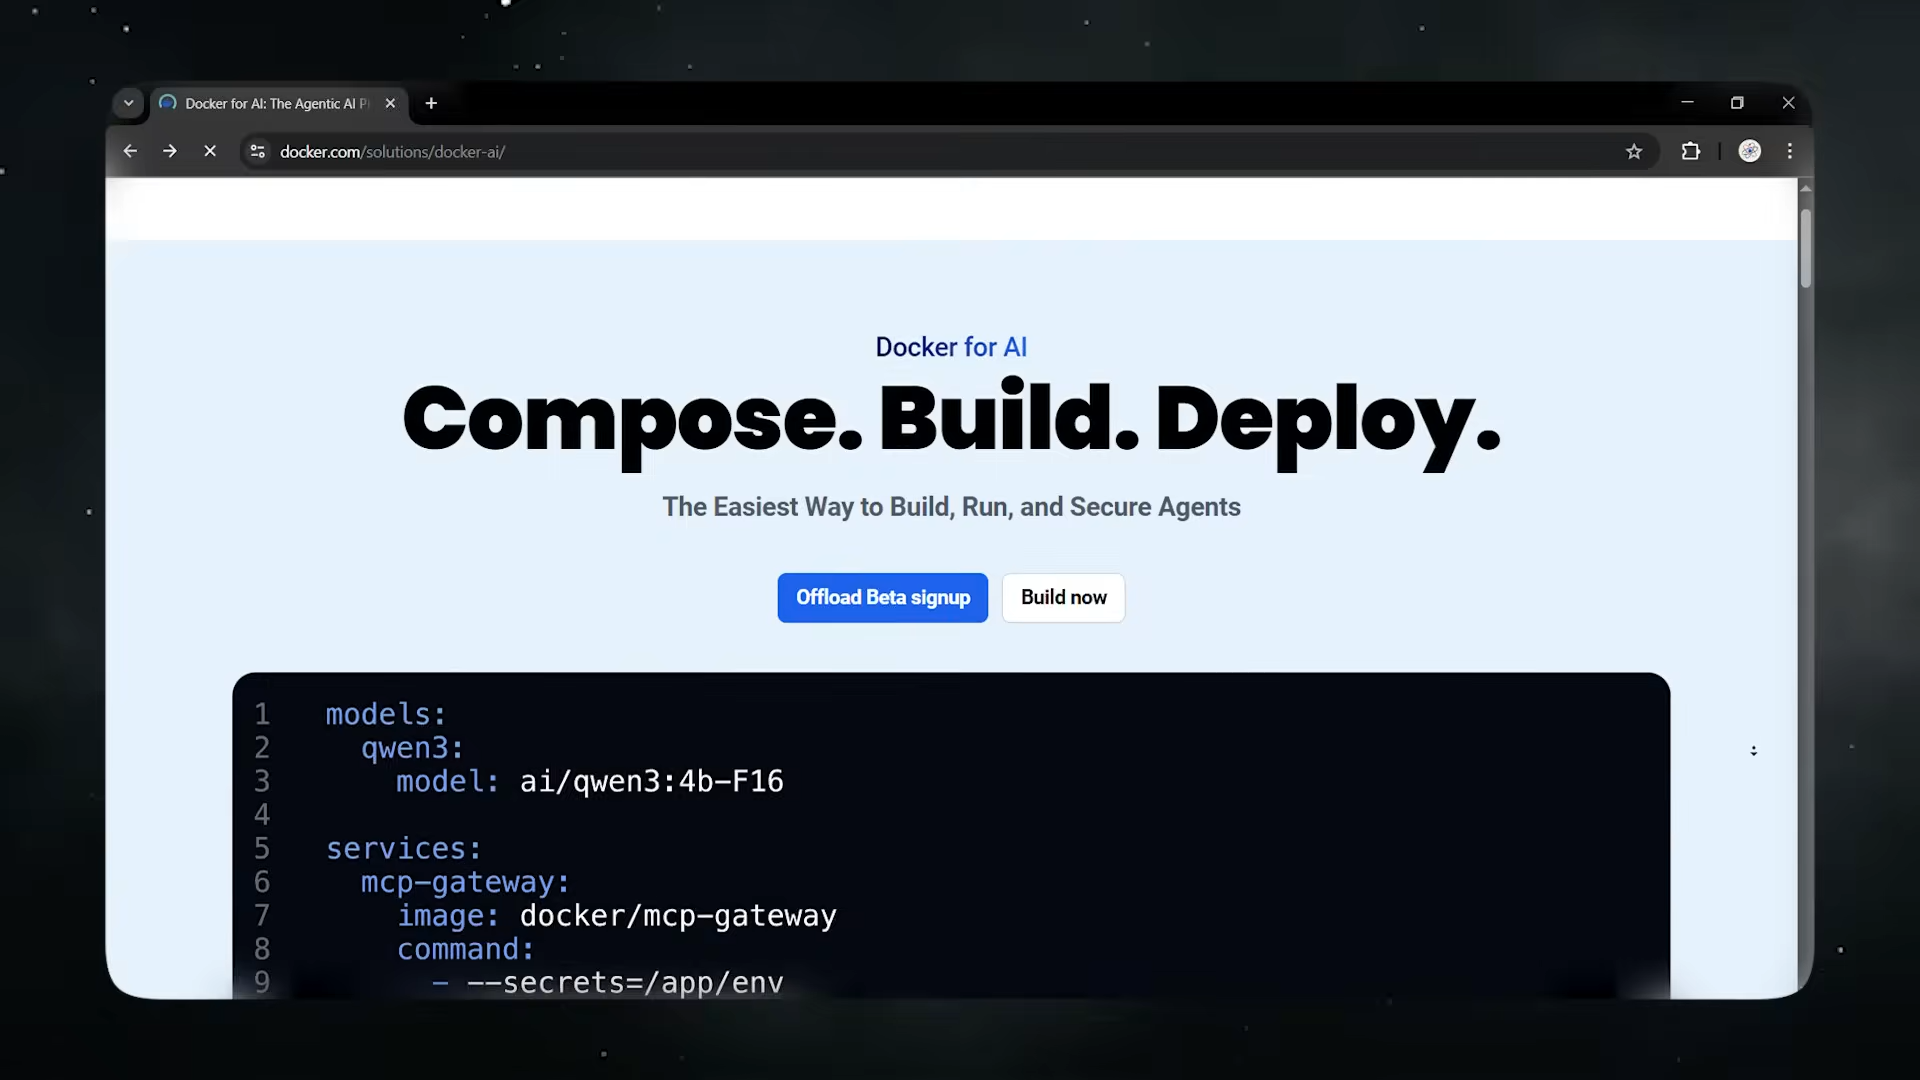 Docker for AI: The Agentic AI P
docker.com/solutions/docker-ai/
Docker for AI
Compose. Build. Deploy.
The Easiest Way to Build, Run, and Secure Agents
Offload Beta signup
Build now
1 models:
2 qwen3:
3 model: ai/qwen3:4b-F16
4
5 services:
6 mcp-gateway:
7 image: docker/mcp-gateway
8 command:
9 - --secrets=/app/env